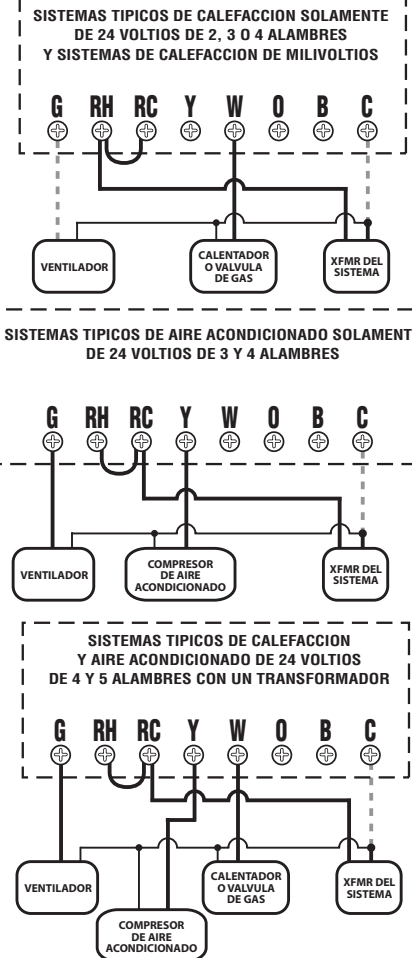 SISTEMAS TIPICOS DE CALEFACCION SOLAMENTE
DE 24 VOLTIOS DE 2, 3 O 4 ALAMBRES
Y SISTEMAS DE CALEFACCION DE MILIVOLTIOS
G RH RC Y W O B C
VENTILADOR
CALENTADOR
O VALVULA
DE GAS
XFMR DEL
SISTEMA
SISTEMAS TIPICOS DE AIRE ACONDICIONADO SOLAMENT
DE 24 VOLTIOS DE 3 Y 4 ALAMBRES
G RH RC Y W O B C
VENTILADOR
COMPRESOR
DE AIRE
ACONDICIONADO
XFMR DEL
SISTEMA
SISTEMAS TIPICOS DE CALEFACCION
Y AIRE ACONDICIONADO DE 24 VOLTIOS
DE 4 Y 5 ALAMBRES CON UN TRANSFORMADOR
G RH RC Y W O B C
VENTILADOR
CALENTADOR
O VALVULA
DE GAS
XFMR DEL
SISTEMA
COMPRESOR
DE AIRE
ACONDICIONADO